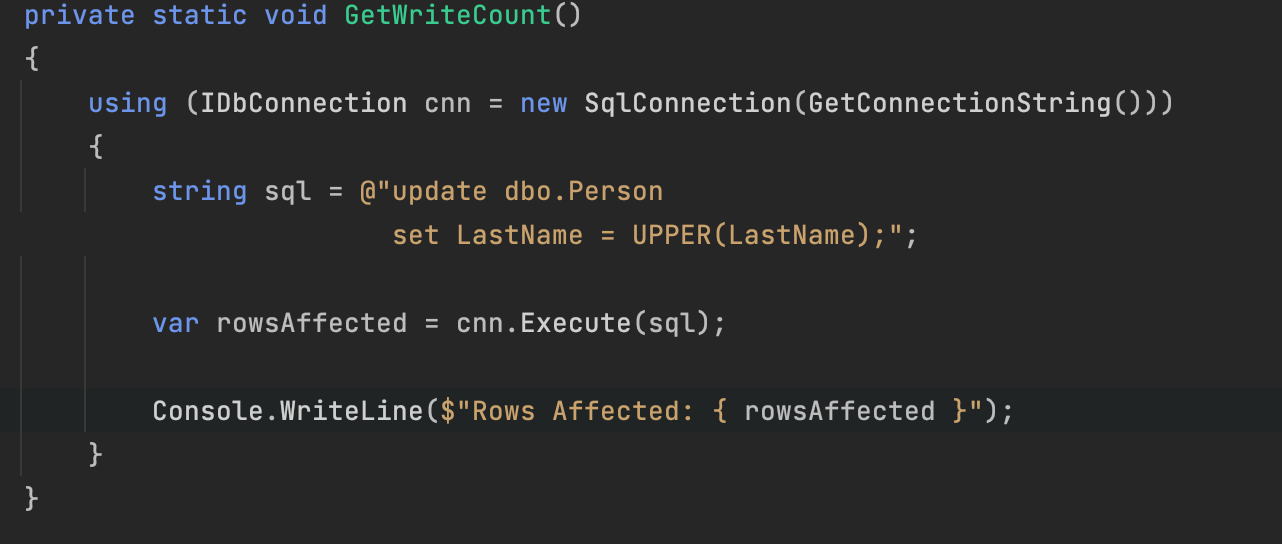 private static void GetWriteCount()
{
    using (IDbConnection cnn = new SqlConnection(GetConnectionString()))
    {
        string sql = @"update dbo.Person
                       set LastName = UPPER(LastName);";

        var rowsAffected = cnn.Execute(sql);

        Console.WriteLine($"Rows Affected: { rowsAffected }");
    }
}